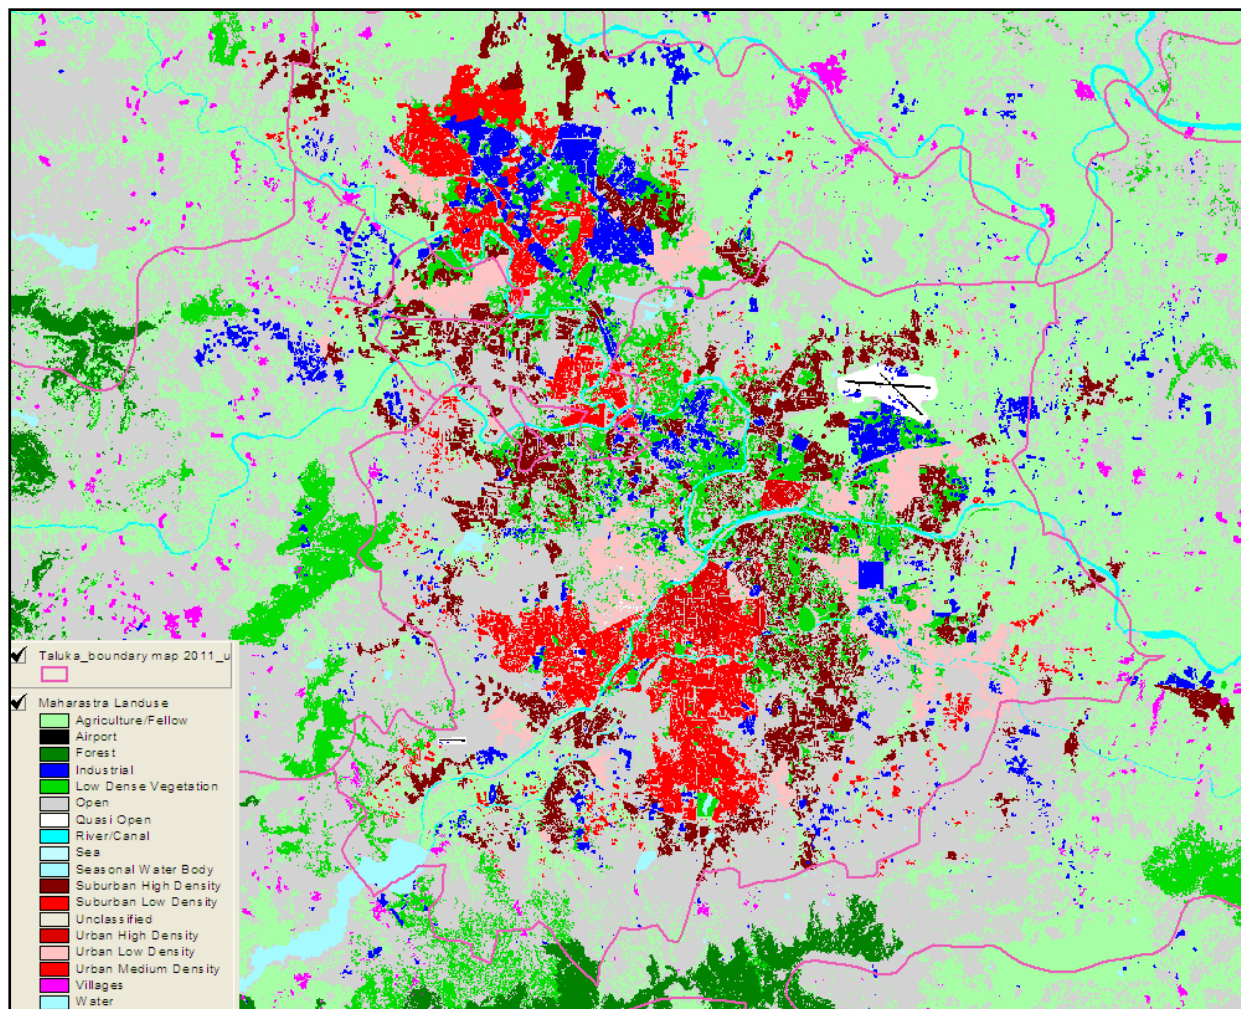 Taluka_boundary map 2011_u
Maharastra Landuse
Agriculture/Fellow
Airport
Forest
Industrial
Low Dense Vegetation
Open
Quasi Open
River/Canal
Sea
Seasonal Water Body
Suburban High Density
Suburban Low Density
Unclassified
Urban High Density
Urban Low Density
Urban Medium Density
Villages
Water